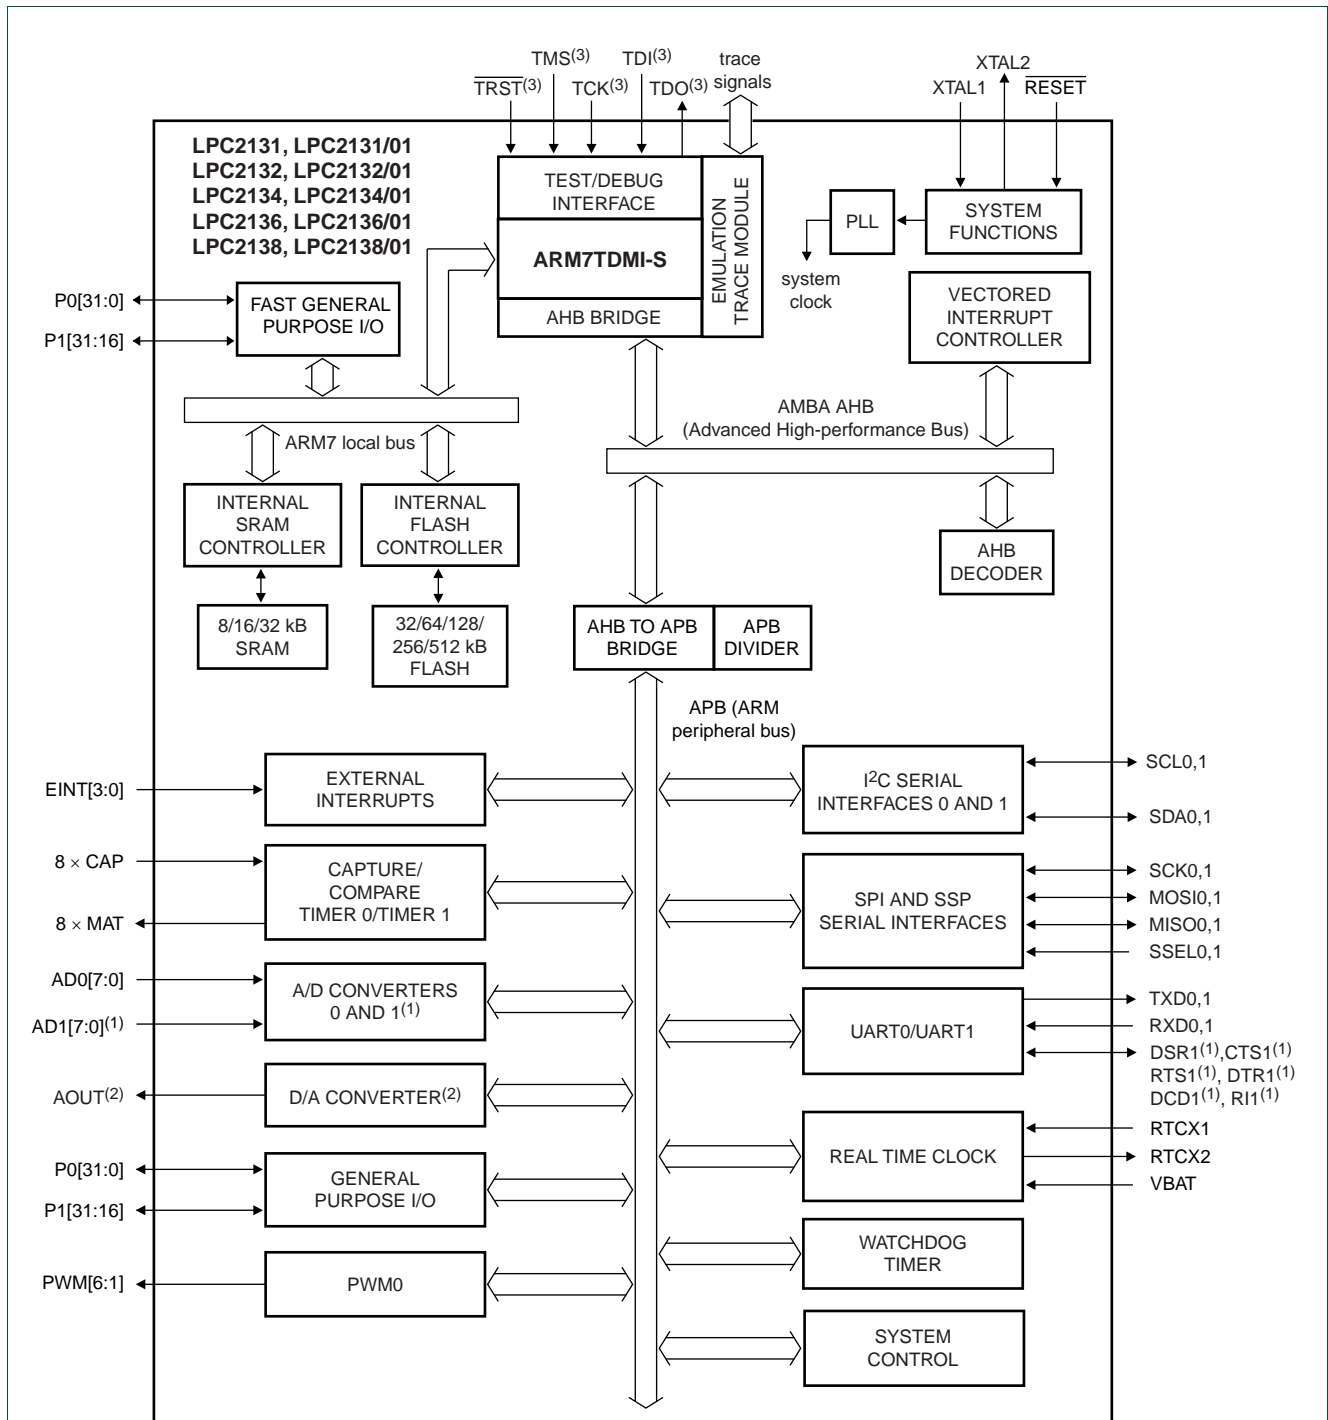 TMS(3)
TDI(3)
trace
signals
XTAL2
TRST(3)
TCK(3)
TDO(3)
XTAL1
RESET
LPC2131, LPC2131/01
LPC2132, LPC2132/01
LPC2134, LPC2134/01
LPC2136, LPC2136/01
LPC2138, LPC2138/01
TEST/DEBUG
INTERFACE
ARM7TDMI-S
AHB BRIDGE
EMULATION
TRACE MODULE
PLL
SYSTEM
FUNCTIONS
system
clock
VECTORED
INTERRUPT
CONTROLLER
P0[31:0]
P1[31:16]
FAST GENERAL
PURPOSE I/O
ARM7 local bus
AMBA AHB
(Advanced High-performance Bus)
INTERNAL
SRAM
CONTROLLER
INTERNAL
FLASH
CONTROLLER
AHB
DECODER
8/16/32 kB
SRAM
32/64/128/
256/512 kB
FLASH
AHB TO APB
BRIDGE
APB
DIVIDER
APB (ARM
peripheral bus)
EINT[3:0]
EXTERNAL
INTERRUPTS
I2C SERIAL
INTERFACES 0 AND 1
SCL0,1
SDA0,1
8 × CAP
8 × MAT
CAPTURE/
COMPARE
TIMER 0/TIMER 1
SPI AND SSP
SERIAL INTERFACES
SCK0,1
MOSI0,1
MISO0,1
SSEL0,1
AD0[7:0]
AD1[7:0](1)
A/D CONVERTERS
0 AND 1(1)
UART0/UART1
TXD0,1
RXD0,1
DSR1(1),CTS1(1)
RTS1(1), DTR1(1)
DCD1(1), RI1(1)
AOUT(2)
D/A CONVERTER(2)
REAL TIME CLOCK
RTCX1
RTCX2
VBAT
P0[31:0]
P1[31:16]
GENERAL
PURPOSE I/O
WATCHDOG
TIMER
PWM[6:1]
PWM0
SYSTEM
CONTROL